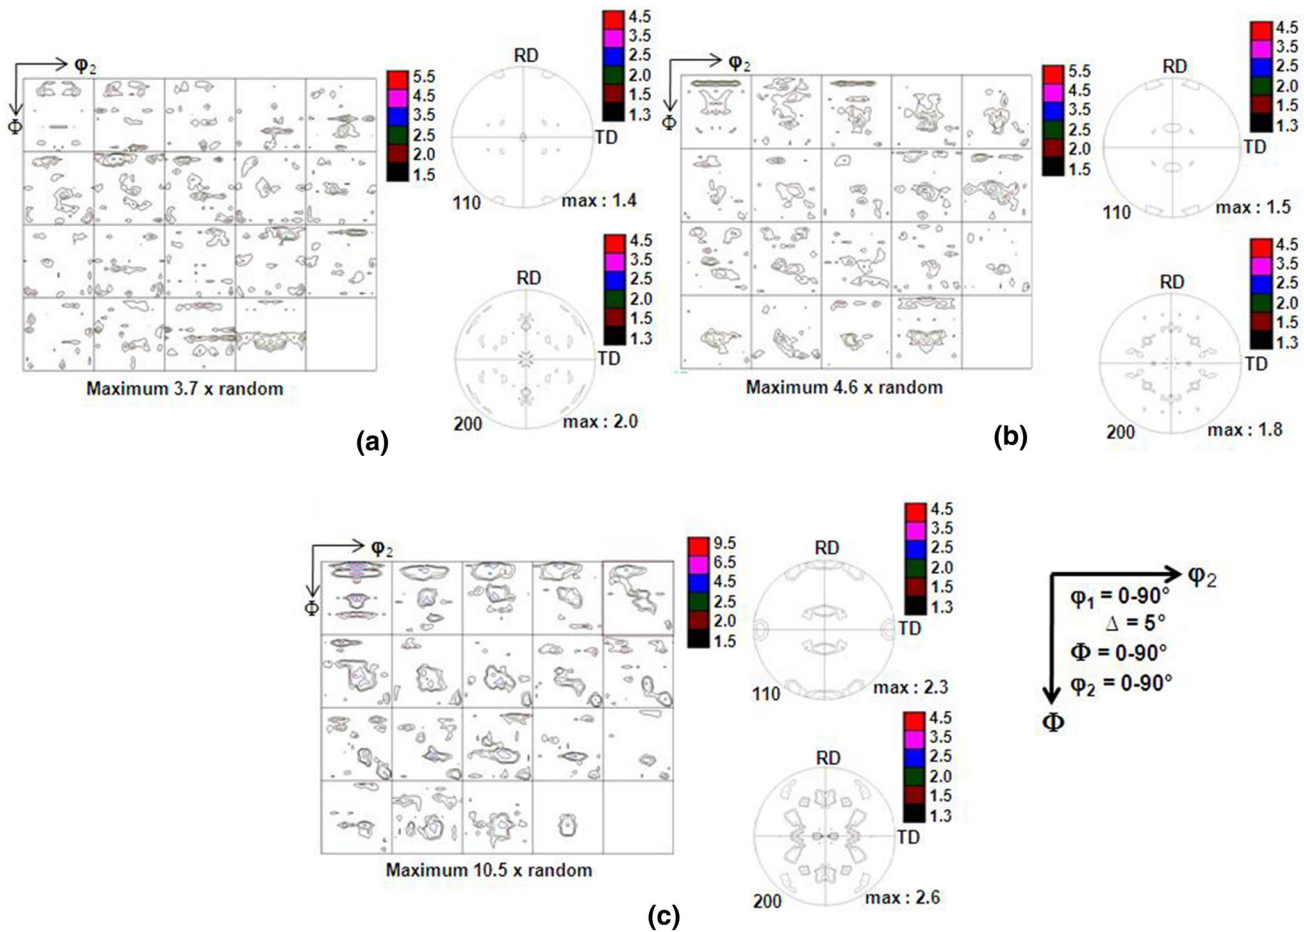 φ2
Φ
5.5
4.5
3.5
2.5
2.0
1.5
Maximum 3.7 x random
4.5
3.5
2.5
2.0
1.5
1.3
RD
TD
110
max : 1.4
4.5
3.5
2.5
2.0
1.5
1.3
RD
TD
200
max : 2.0
(a)
φ2
Φ
5.5
4.5
3.5
2.5
2.0
1.5
Maximum 4.6 x random
4.5
3.5
2.5
2.0
1.5
1.3
RD
TD
110
max : 1.5
4.5
3.5
2.5
2.0
1.5
1.3
RD
TD
200
max : 1.8
(b)
φ2
Φ
9.5
6.5
4.5
2.5
2.0
1.5
Maximum 10.5 x random
4.5
3.5
2.5
2.0
1.5
1.3
RD
TD
110
max : 2.3
4.5
3.5
2.5
2.0
1.5
1.3
RD
TD
200
max : 2.6
(c)
φ2
φ1 = 0-90°
Δ = 5°
Φ = 0-90°
φ2 = 0-90°
Φ